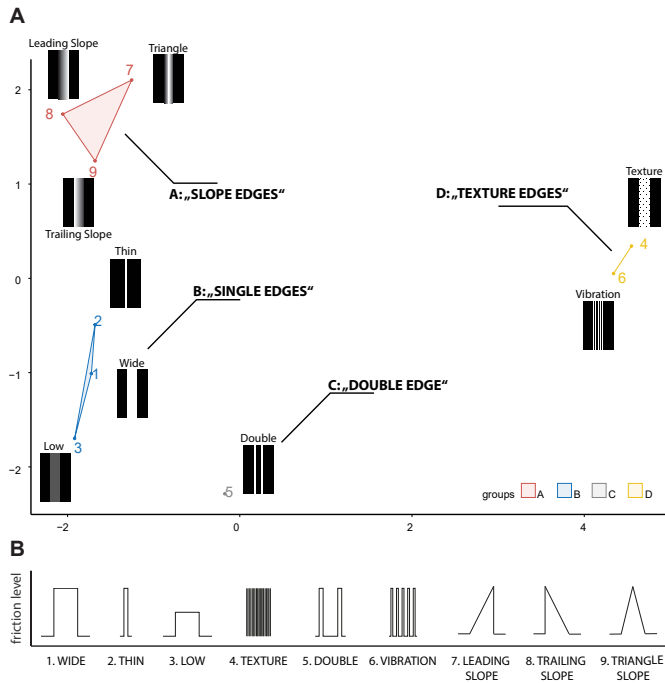 A
Leading Slope
Triangle
7
2
8
9
1
A: „SLOPE EDGES“
D: „TEXTURE EDGES“
Texture
Trailing Slope
4
Thin
0
6
B: „SINGLE EDGES“
Vibration
2
Wide
−1
1
C: „DOUBLE EDGE“
Low
3
Double
−2
5
groups A B C D
−2 0 2 4
B
friction level
1. WIDE 2. THIN 3. LOW 4. TEXTURE 5. DOUBLE 6. VIBRATION 7. LEADING SLOPE 8. TRAILING SLOPE 9. TRIANGLE SLOPE